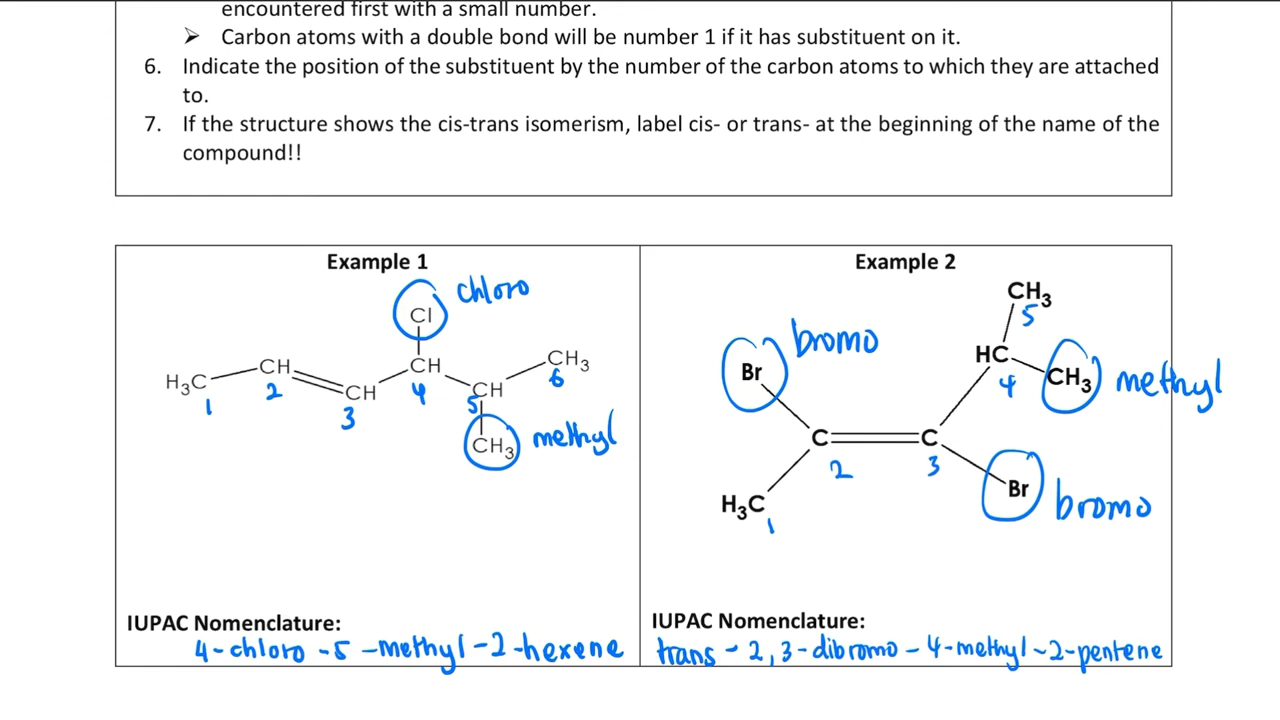 encountered first with a small number.
➤ Carbon atoms with a double bond will be number 1 if it has substituent on it.
6. Indicate the position of the substituent by the number of the carbon atoms to which they are attached
to.
7. If the structure shows the cis-trans isomerism, label cis- or trans- at the beginning of the name of the
compound!!
Example 1
chloro
Cl
H₃C
CH
CH
CH
CH
CH₃
1
2
3
4
5
6
CH₃
methyl
IUPAC Nomenclature:
4-chloro-5-methyl-2-hexene
Example 2
CH₃
5
bromo
Br
HC
4
CH₃
methyl
C
C
2
3
H₃C
1
Br
bromo
IUPAC Nomenclature:
trans-2,3-dibromo-4-methyl-2-pentene